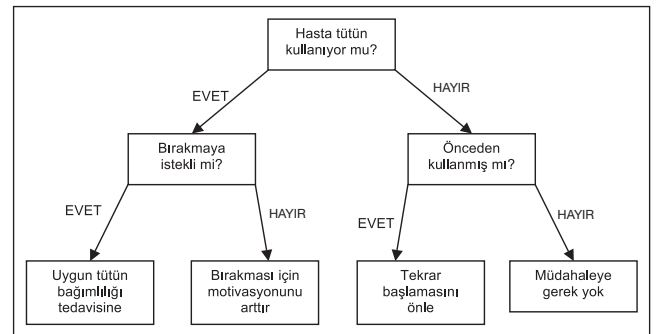 Hasta tütün
kullanıyor mu?
EVET
HAYIR
Bırakmaya
istekli mi?
Önceden
kullanmış mı?
EVET
HAYIR
EVET
HAYIR
Uygun tütün
bağımlılığı
tedavisine
Bırakması için
motivasyonunu
arttır
Tekrar
başlamasını
önle
Müdahaleye
gerek yok